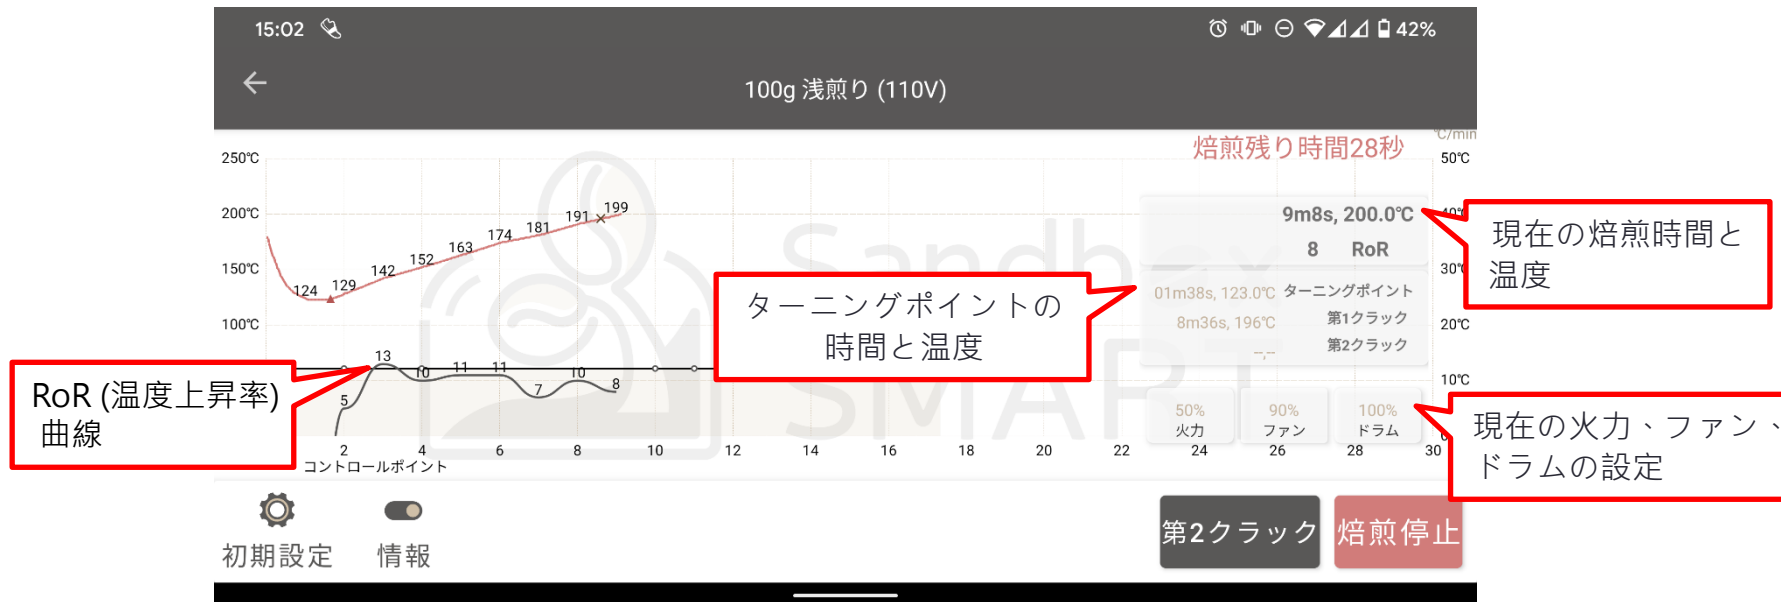 15:02
42%
100g 浅煎り (110V)
焙煎残り時間28秒
℃/min
250℃
50℃
200℃
40℃
9m8s, 200.0℃
8 RoR
現在の焙煎時間と
温度
150℃
30℃
124 129 142 152 163 174 181 191 199
Sandbox
SMART
ターニングポイントの
時間と温度
01m38s, 123.0℃ ターニングポイント
8m36s, 196℃ 第1クラック
--,-- 第2クラック
100℃
20℃
10℃
RoR (温度上昇率)
曲線
5 13 10 11 11 7 10 8
50% 90% 100%
火力 ファン ドラム
現在の火力、ファン、
ドラムの設定
2 4 6 8 10 12 14 16 18 20 22 24 26 28 30
コントロールポイント
初期設定 情報
第2クラック 焙煎停止